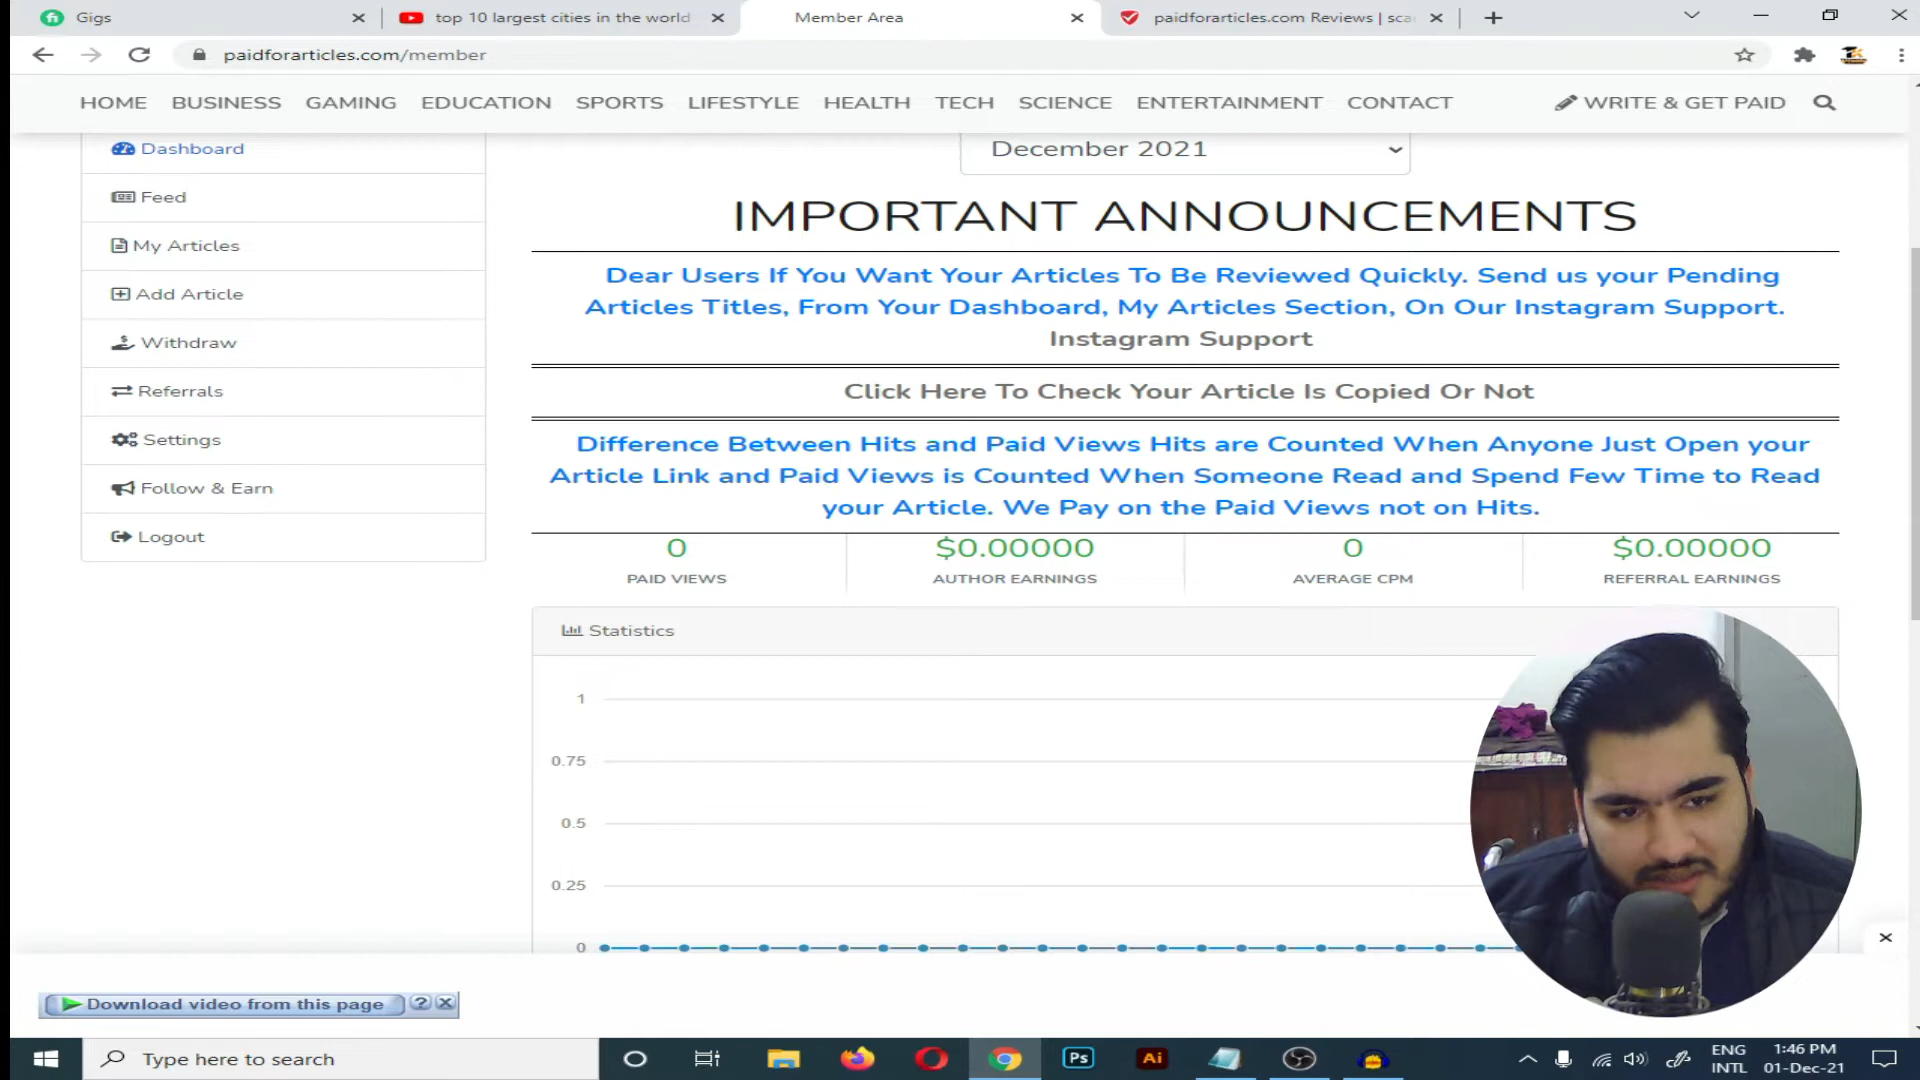 Gigs
top 10 largest cities in the world
Member Area
paidforarticles.com Reviews | sca
paidforarticles.com/member
HOME BUSINESS GAMING EDUCATION SPORTS LIFESTYLE HEALTH TECH SCIENCE ENTERTAINMENT CONTACT WRITE & GET PAID
Dashboard
Feed
My Articles
Add Article
Withdraw
Referrals
Settings
Follow & Earn
Logout
December 2021
IMPORTANT ANNOUNCEMENTS
Dear Users If You Want Your Articles To Be Reviewed Quickly. Send us your Pending
Articles Titles, From Your Dashboard, My Articles Section, On Our Instagram Support.
Instagram Support
Click Here To Check Your Article Is Copied Or Not
Difference Between Hits and Paid Views Hits are Counted When Anyone Just Open your
Article Link and Paid Views is Counted When Someone Read and Spend Few Time to Read
your Article. We Pay on the Paid Views not on Hits.
0 $0.00000 0 $0.00000
PAID VIEWS AUTHOR EARNINGS AVERAGE CPM REFERRAL EARNINGS
Statistics
1
0.75
0.5
0.25
0
Download video from this page ?
Type here to search
Ps
Ai
ENG
INTL
1:46 PM
01-Dec-21